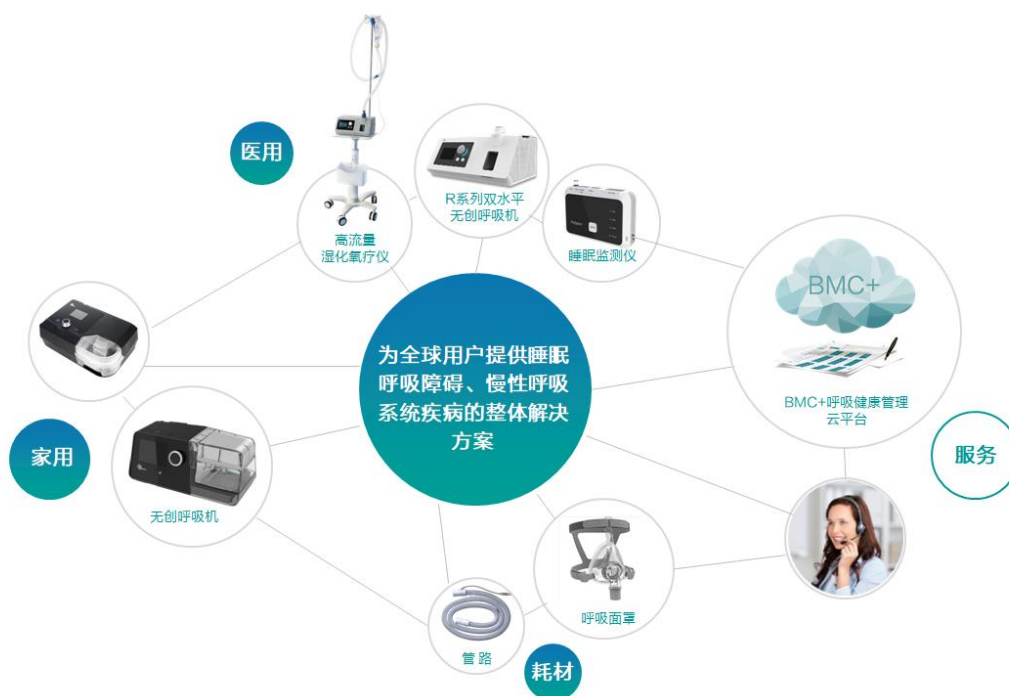 医用
高流量
湿化氧疗仪
R系列双水平
无创呼吸机
睡眠监测仪
BMC+
BMC+呼吸健康管理
云平台
为全球用户提供睡眠
呼吸障碍、慢性呼吸
系统疾病的整体解决
方案
家用
无创呼吸机
服务
呼吸面罩
管路
耗材